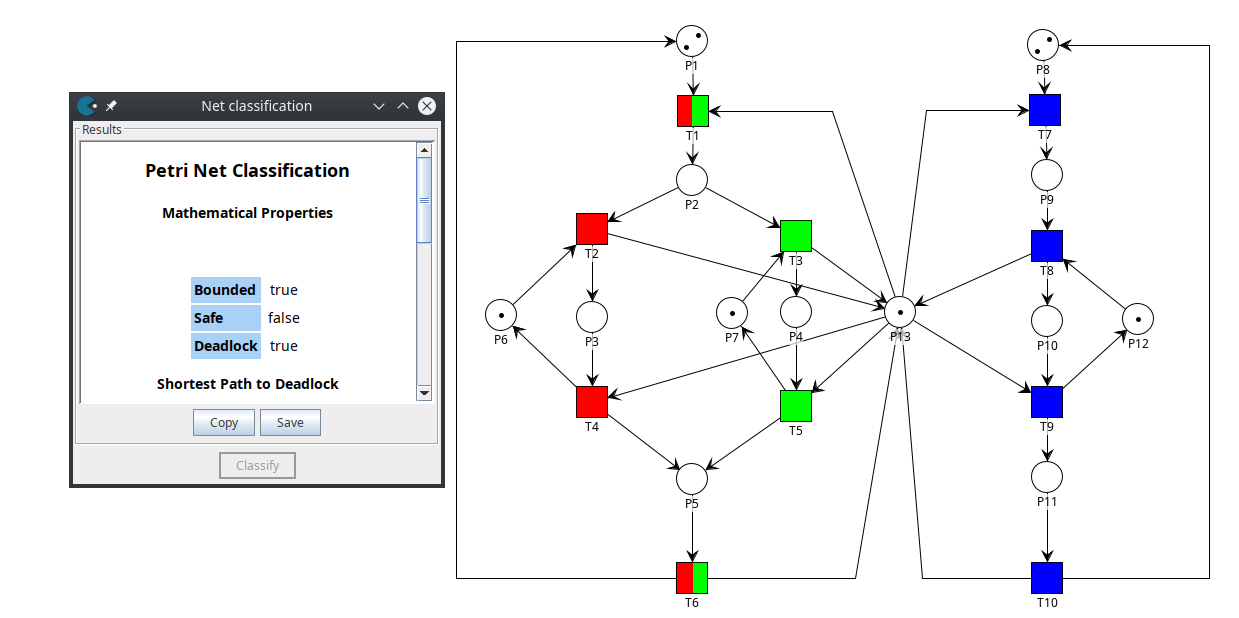 Net classification
Results
Petri Net Classification
Mathematical Properties
Bounded true
Safe false
Deadlock true
Shortest Path to Deadlock
Copy Save
Classify
P1
T1
P2
T2
T3
P6
P3
P7
P4
P13
T4
T5
P5
T6
P8
T7
P9
T8
P10
P12
T9
P11
T10